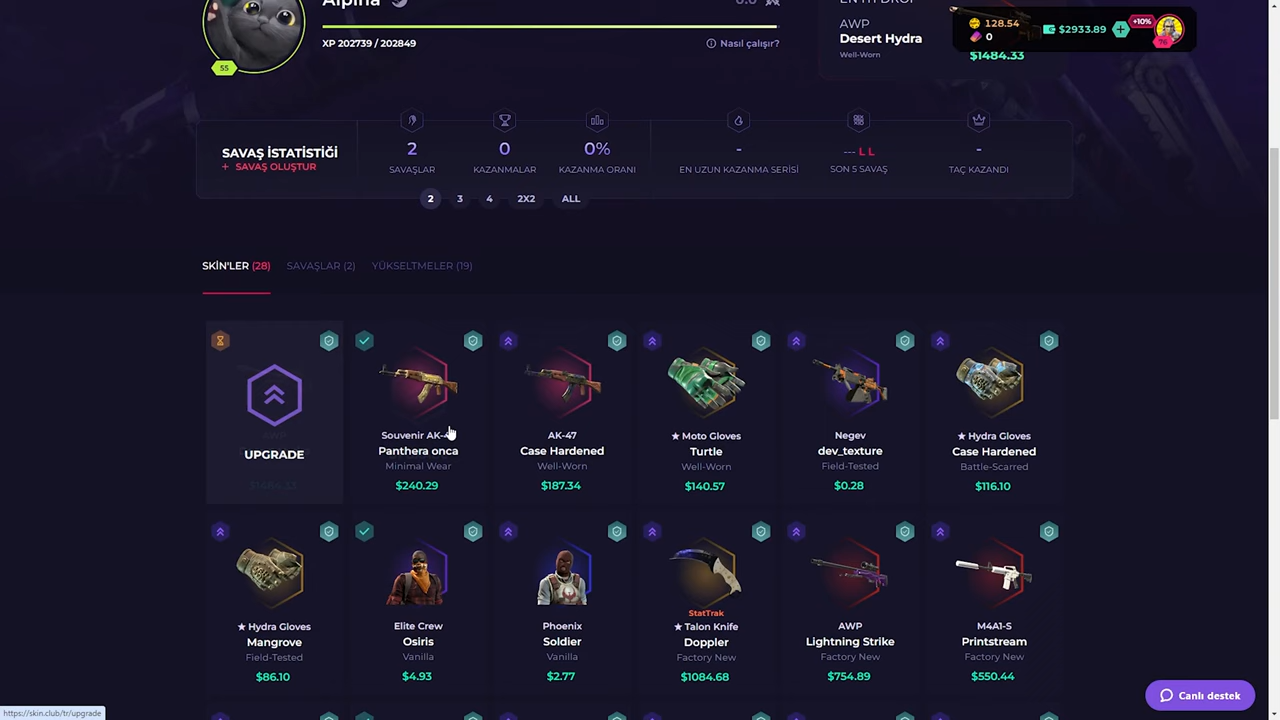 Alpina
0.0
XP 202739 / 202849
Nasıl çalışır?
55
AWP
Desert Hydra
Well-Worn
$1484.33
128.54
0
$2933.89
+10%
76
SAVAŞ İSTATİSTİĞİ
+ SAVAŞ OLUŞTUR
2
SAVAŞLAR
0
KAZANMALAR
0%
KAZANMA ORANI
-
EN UZUN KAZANMA SERİSİ
--- L L
SON 5 SAVAŞ
-
TAÇ KAZANDI
2 3 4 2X2 ALL
SKİN'LER (28) SAVAŞLAR (2) YÜKSELTMELER (19)
AWP
UPGRADE
$1484.33
Souvenir AK-4
Panthera onca
Minimal Wear
$240.29
AK-47
Case Hardened
Well-Worn
$187.34
★ Moto Gloves
Turtle
Well-Worn
$140.57
Negev
dev_texture
Field-Tested
$0.28
★ Hydra Gloves
Case Hardened
Battle-Scarred
$116.10
★ Hydra Gloves
Mangrove
Field-Tested
$86.10
Elite Crew
Osiris
Vanilla
$4.93
Phoenix
Soldier
Vanilla
$2.77
StatTrak
★ Talon Knife
Doppler
Factory New
$1084.68
AWP
Lightning Strike
Factory New
$754.89
M4A1-S
Printstream
Factory New
$550.44
Canlı destek
https://skin.club/tr/upgrade